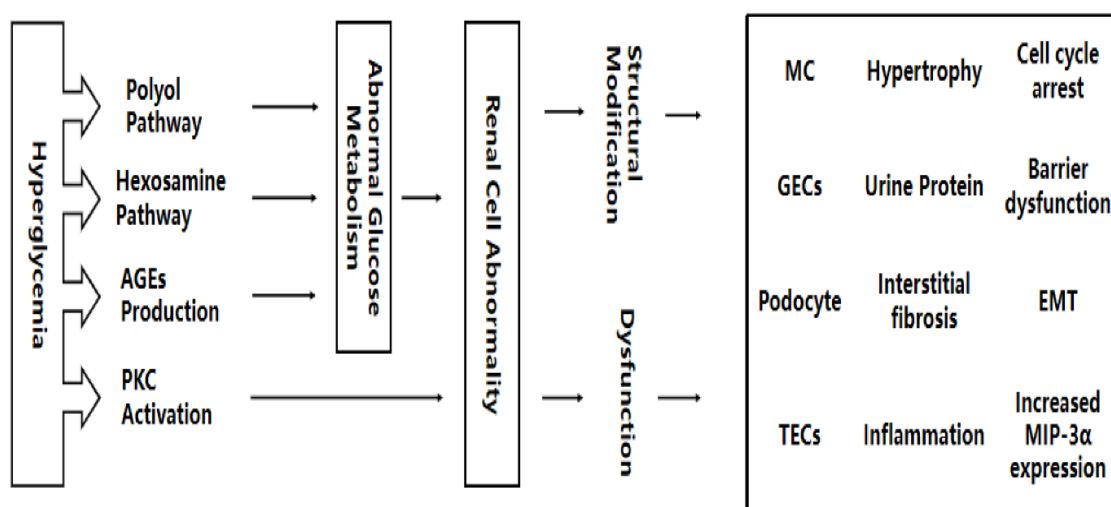 Hyperglycemia
Polyol
Pathway
Hexosamine
Pathway
AGEs
Production
PKC
Activation
Abnormal Glucose
Metabolism
Renal Cell Abnormality
Structural
Modification
Dysfunction
MC
Hypertrophy
Cell cycle
arrest
GECs
Urine Protein
Barrier
dysfunction
Podocyte
Interstitial
fibrosis
EMT
TECs
Inflammation
Increased
MIP-3α
expression